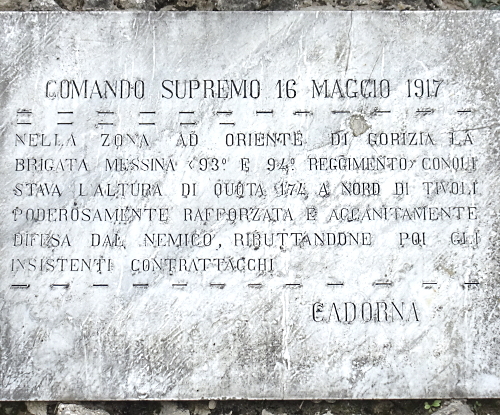 COMANDO SUPREMO 16 MAGGIO 1917
NELLA ZONA AD ORIENTE DI GORIZIA LA
BRIGATA MESSINA (93° E 94° REGGIMENTO) CONQUI
STAVA L'ALTURA DI QUOTA 174 A NORD DI TIVOLI
PODEROSAMENTE RAFFORZATA E ACCANITAMENTE
DIFESA DAL NEMICO, RIBUTTANDONE POI GLI
INSISTENTI CONTRATTACCHI
CADORNA